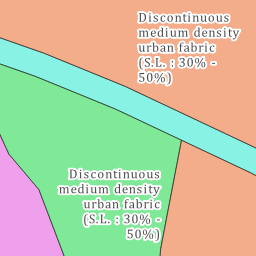 Discontinuous
medium density
urban fabric
(S.L. : 30% -
50%)
Discontinuous
medium density
urban fabric
(S.L. : 30% -
50%)